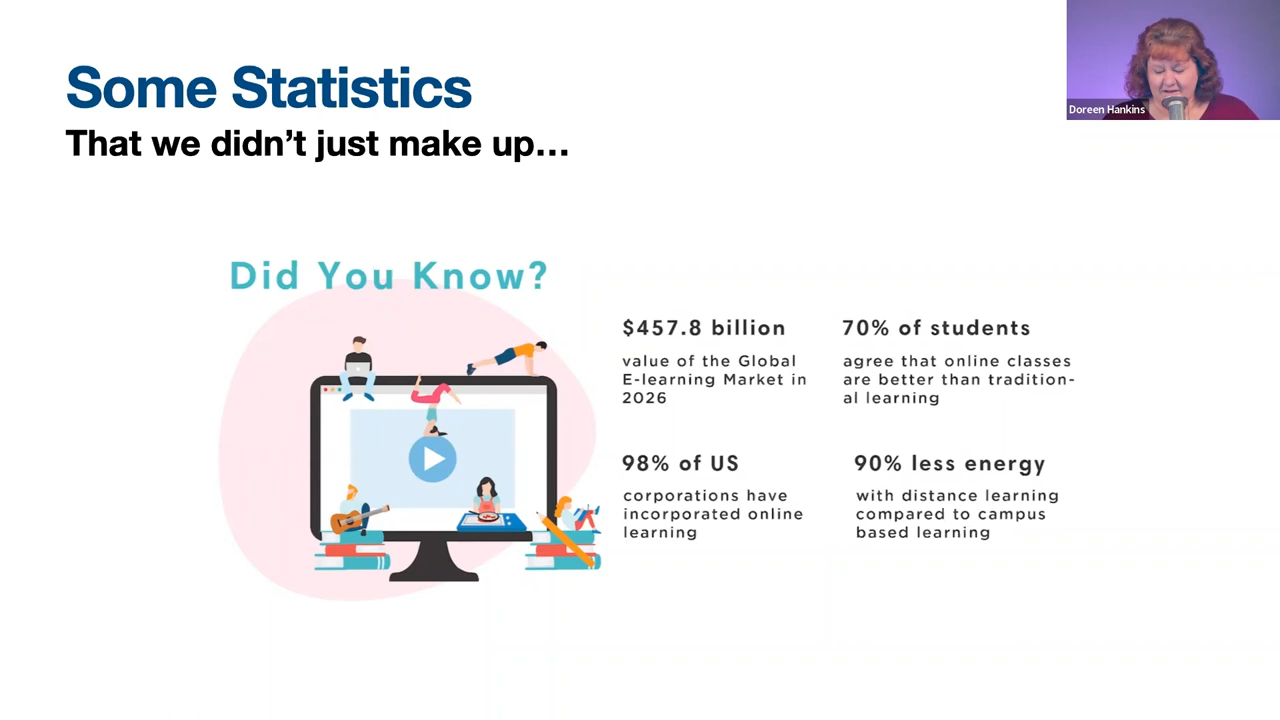 Some Statistics
That we didn't just make up…
Doreen Hankins
Did You Know?
$457.8 billion
value of the Global
E-learning Market in
2026
70% of students
agree that online classes
are better than tradition-
al learning
98% of US
corporations have
incorporated online
learning
90% less energy
with distance learning
compared to campus
based learning